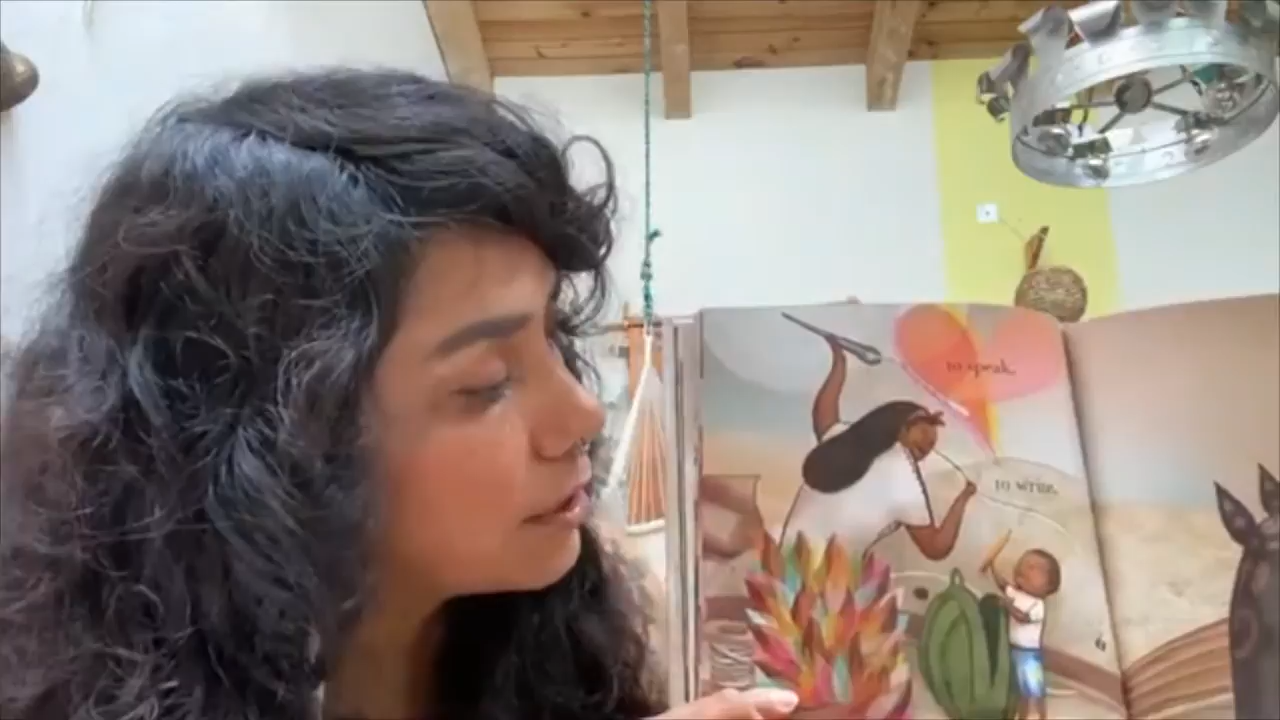 to speak,
to write,